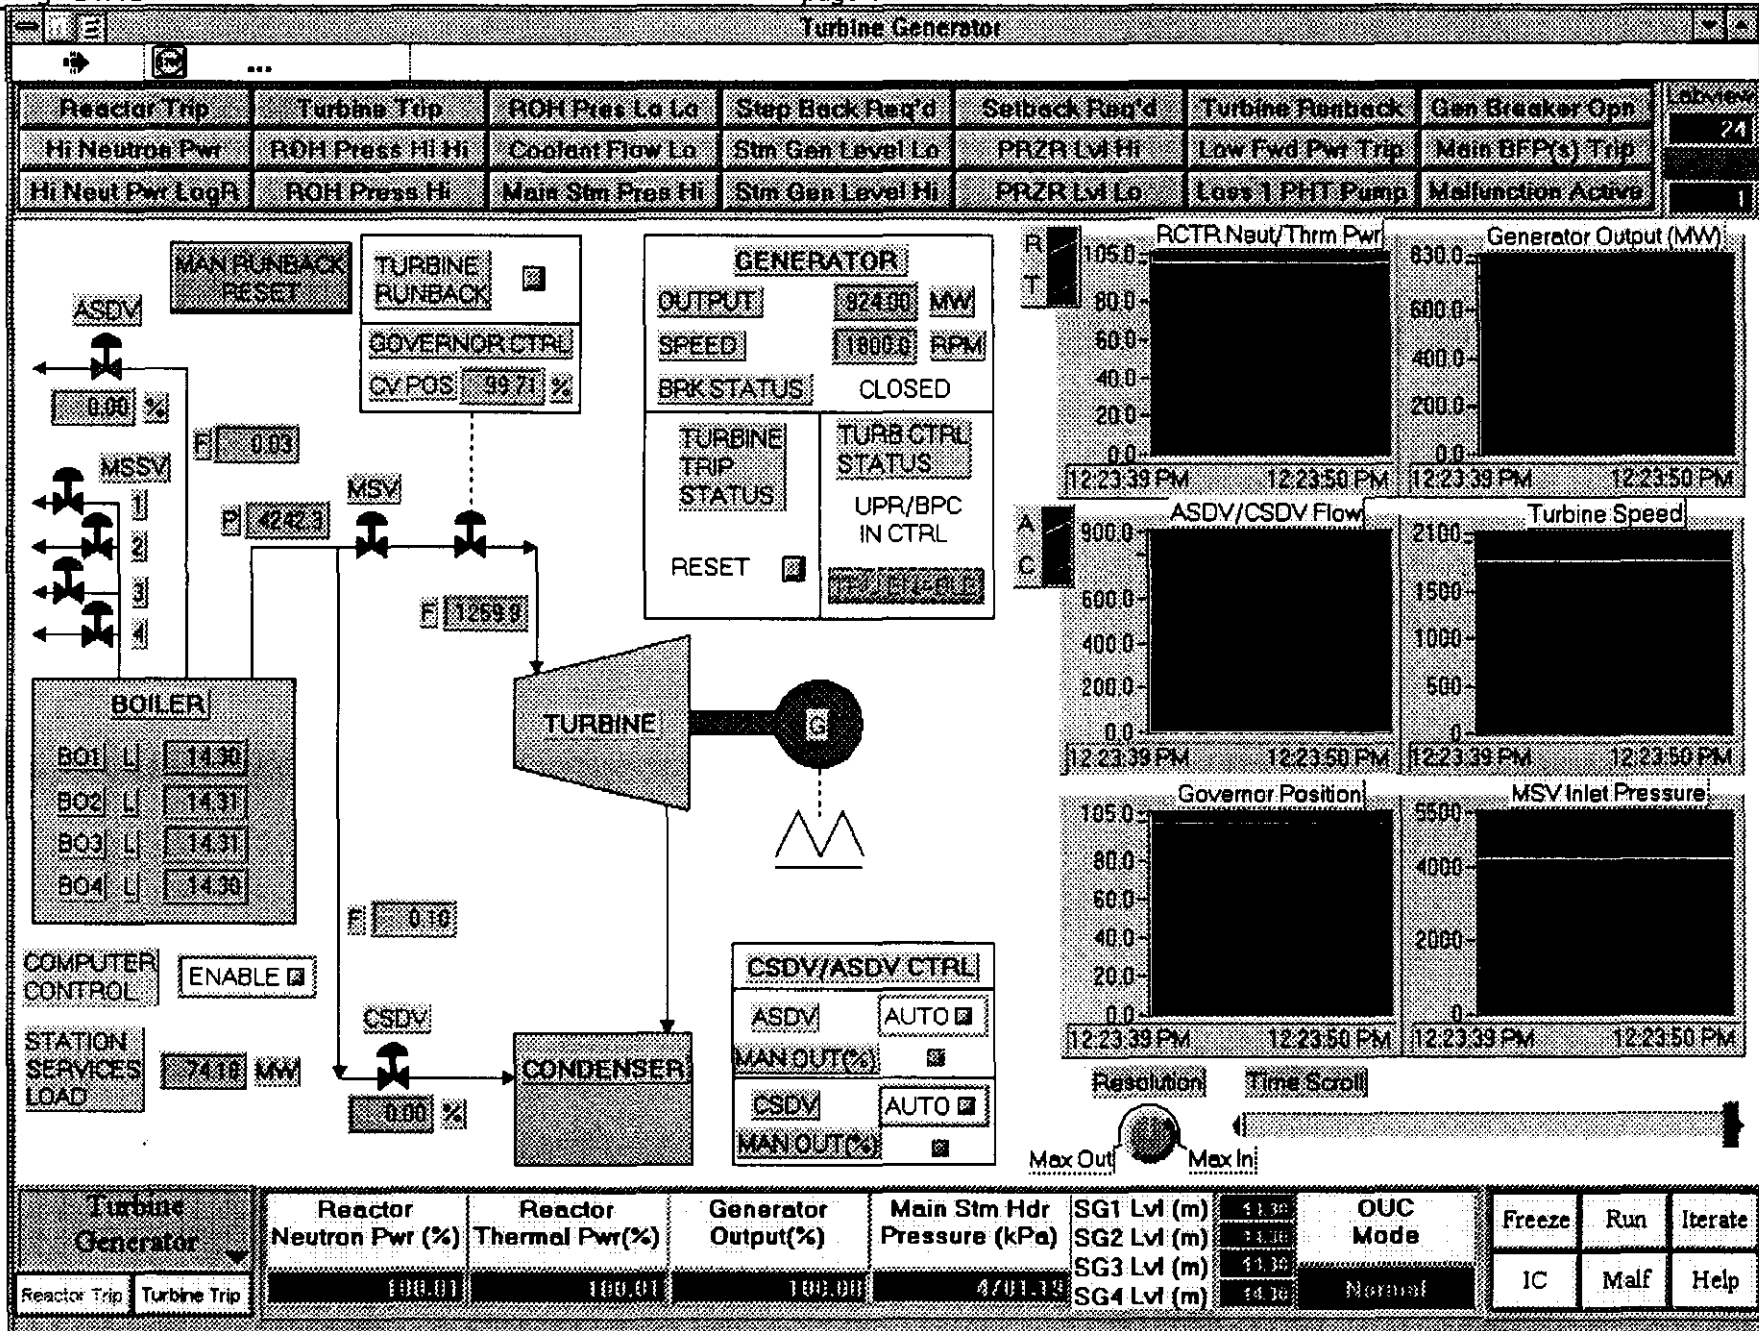 Turbine Generator
...
Reactor Trip Turbine Trip ROH Pres Lo Lo Step Back Req'd Setback Req'd Turbine Runback Gen Breaker Opn Labview
Hi Neutron Pwr ROH Press Hi Hi Coolant Flow Lo Stm Gen Level Lo PRZR Lvl Hi Low Fwd Pwr Trip Main BFP(s) Trip 24
Hi Neut Pwr LogR ROH Press Hi Main Stm Pres Hi Stm Gen Level Hi PRZR Lvl Lo Loss 1 PHT Pump Malfunction Active 1
MAN RUNBACK
RESET
TURBINE
RUNBACK
GOVERNOR CTRL
CV POS 99.71 %
ASDV
0.00 %
F 0.03
MSSV
1
2
3
4
P 4242.3
MSV
F 1259.9
GENERATOR
OUTPUT 924.00 MW
SPEED 1800.0 RPM
BRK STATUS CLOSED
TURBINE
TRIP
STATUS
RESET
TURB CTRL
STATUS
UPR/BPC
IN CTRL
BOILER
BO1 L 14.30
BO2 L 14.31
BO3 L 14.31
BO4 L 14.30
TURBINE
G
F 0.10
COMPUTER
CONTROL
ENABLE
STATION
SERVICES
LOAD
MW
CSDV
0.00 %
CONDENSER
CSDV/ASDV CTRL
ASDV AUTO
MAN OUT(%)
CSDV AUTO
MAN OUT(%)
R
T
RCTR Neut/Thrm Pwr
105.0
80.0
60.0
40.0
20.0
0.0
12:23:39 PM 12:23:50 PM
Generator Output (MW)
830.0
600.0
400.0
200.0
0.0
12:23:39 PM 12:23:50 PM
A
C
ASDV/CSDV Flow
900.0
600.0
400.0
200.0
0.0
12:23:39 PM 12:23:50 PM
Turbine Speed
2100
1500
1000
500
0
12:23:39 PM 12:23:50 PM
Governor Position
105.0
80.0
60.0
40.0
20.0
0.0
12:23:39 PM 12:23:50 PM
MSV Inlet Pressure
5500
4000
2000
0
12:23:39 PM 12:23:50 PM
Resolution
Max Out Max In
Time Scroll
Turbine
Generator
Reactor Trip Turbine Trip
Reactor
Neutron Pwr (%)
100.01
Reactor
Thermal Pwr(%)
100.01
Generator
Output(%)
100.00
Main Stm Hdr
Pressure (kPa)
SG1 Lvl (m)
SG2 Lvl (m)
SG3 Lvl (m)
SG4 Lvl (m)
OUC
Mode
Normal
Freeze Run Iterate
IC Malf Help